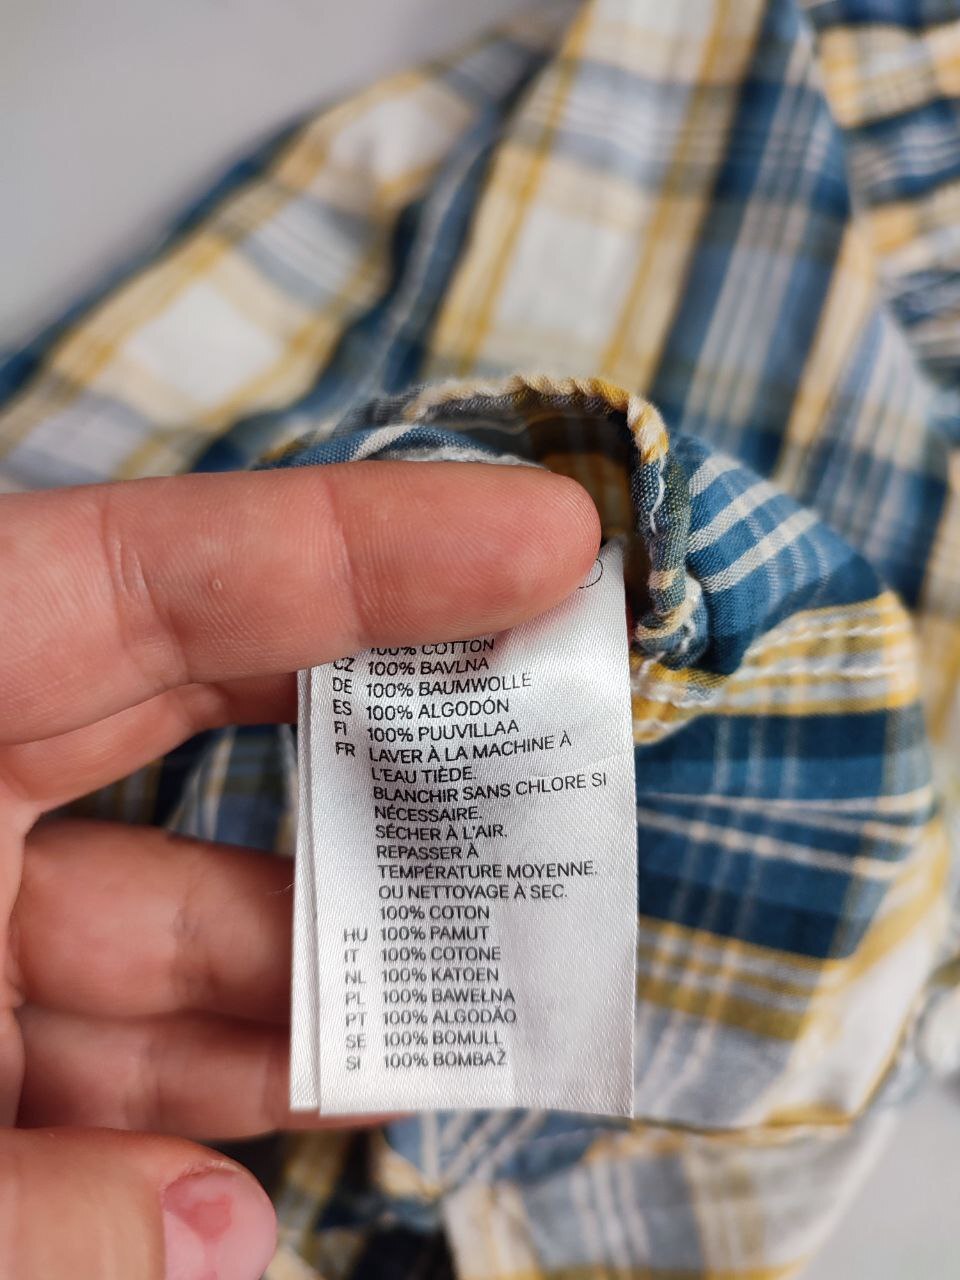 100% COTTON
CZ 100% BAVLNA
DE 100% BAUMWOLLE
ES 100% ALGODÓN
FI 100% PUUVILLAA
FR LAVER À LA MACHINE À
L'EAU TIÈDE.
BLANCHIR SANS CHLORE SI
NÉCESSAIRE.
SÉCHER À L'AIR.
REPASSER À
TEMPÉRATURE MOYENNE.
OU NETTOYAGE À SEC.
100% COTON
HU 100% PAMUT
IT 100% COTONE
NL 100% KATOEN
PL 100% BAWEŁNA
PT 100% ALGODÃO
SE 100% BOMULL
SI 100% BOMBAŽ